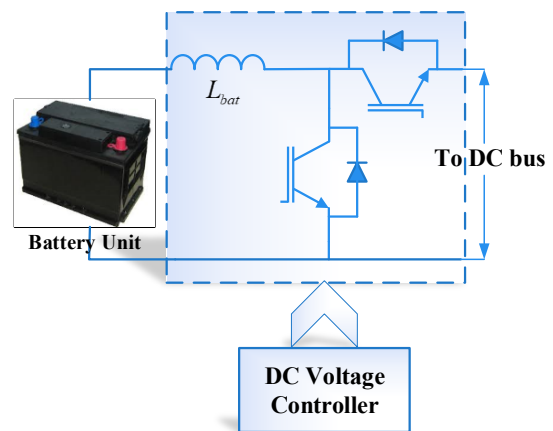 L_bat
To DC bus
Battery Unit
DC Voltage
Controller